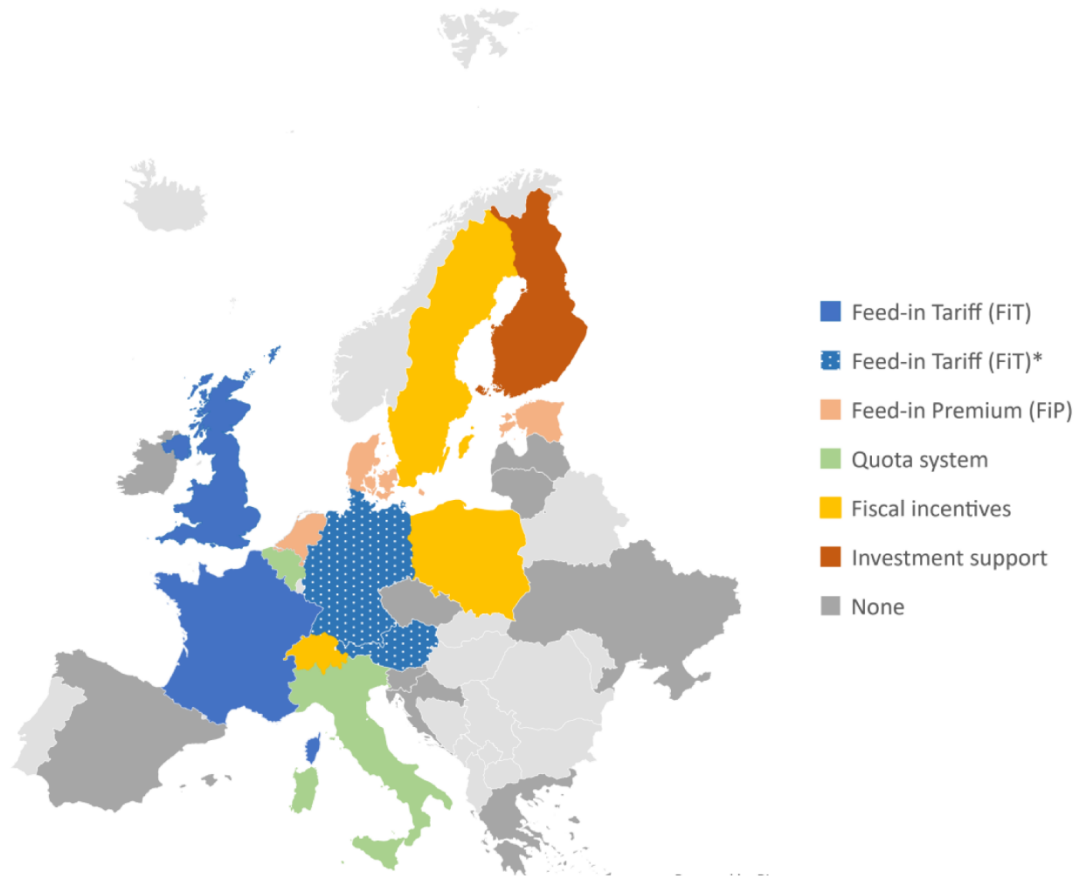 Feed-in Tariff (FiT)
Feed-in Tariff (FiT)*
Feed-in Premium (FiP)
Quota system
Fiscal incentives
Investment support
None